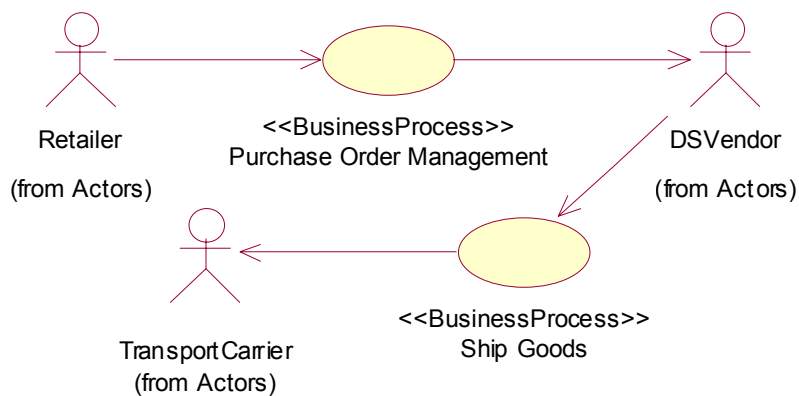 Retailer
(from Actors)
<<BusinessProcess>>
Purchase Order Management
DSVendor
(from Actors)
TransportCarrier
(from Actors)
<<BusinessProcess>>
Ship Goods